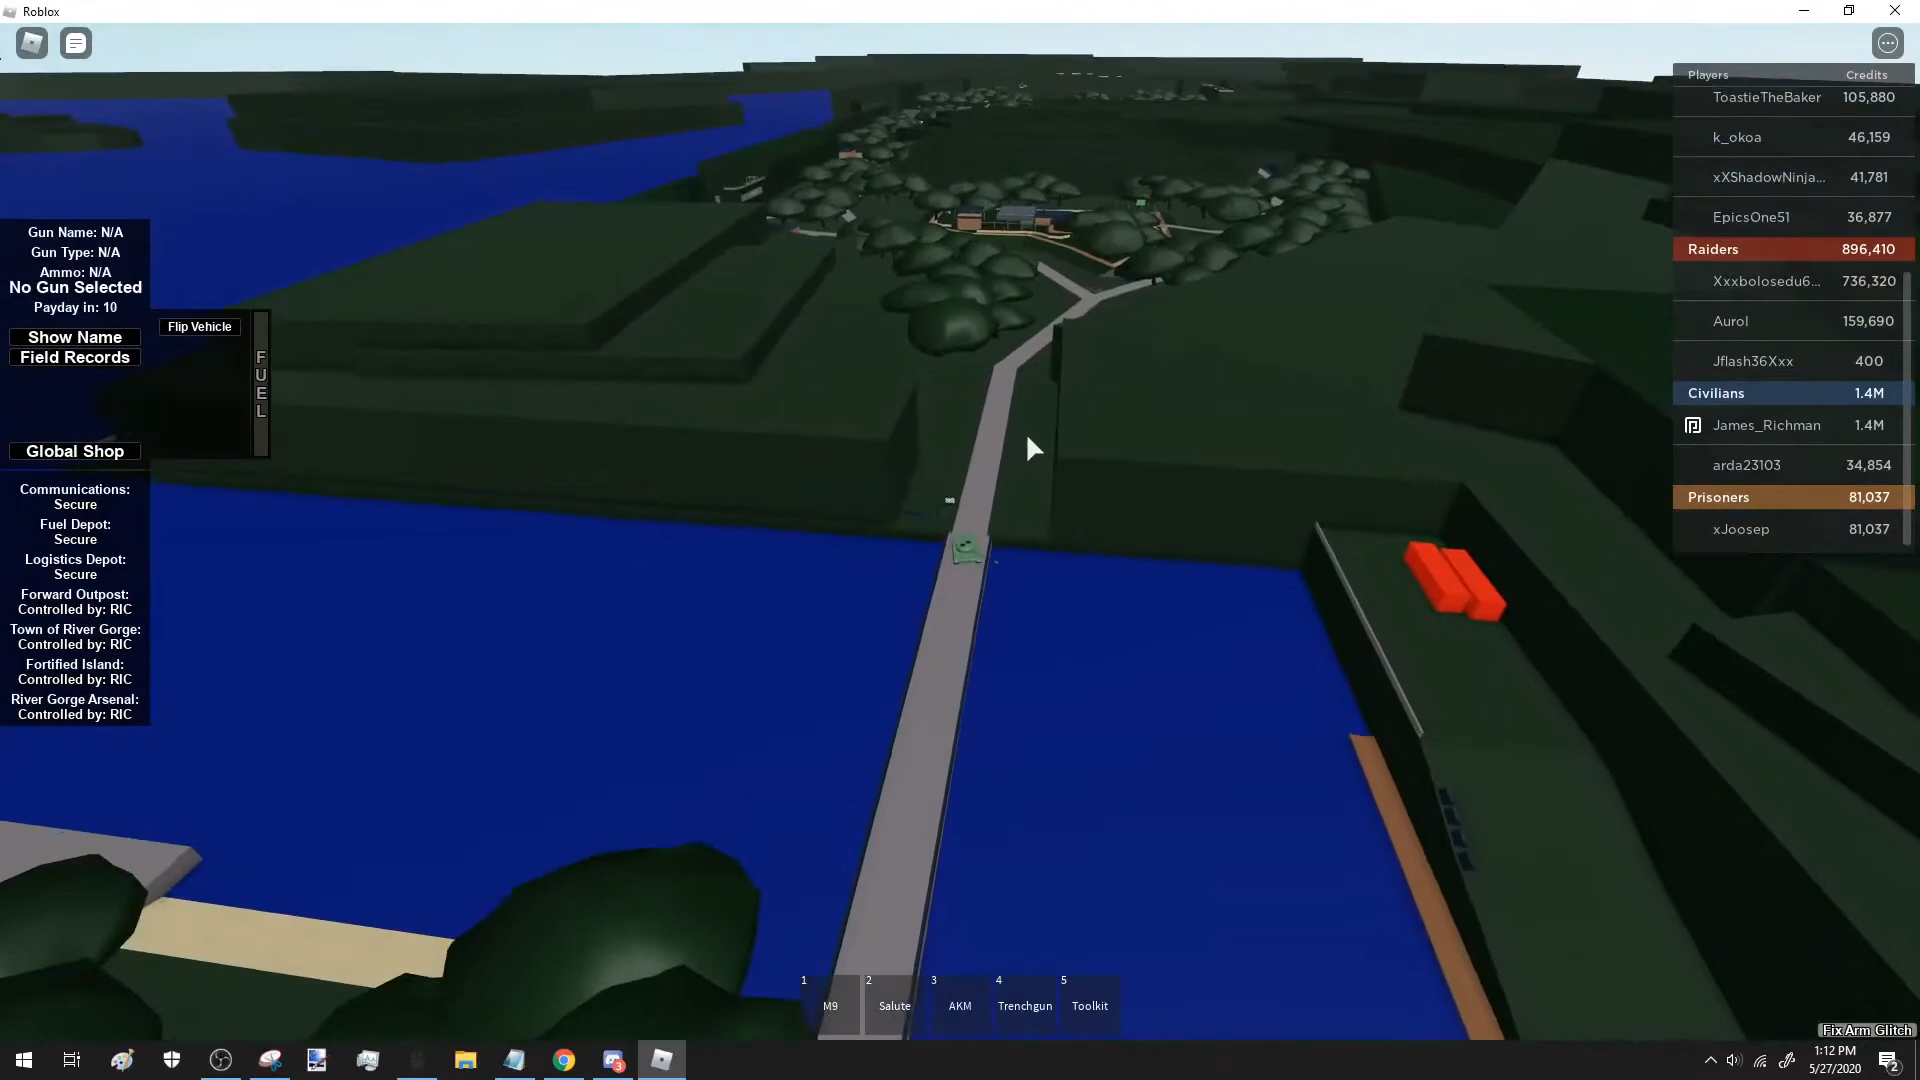 Roblox
Players Credits
ToastieTheBaker 105,880
k_okoa 46,159
xXShadowNinja... 41,781
EpicsOne51 36,877
Raiders 896,410
Xxxbolosedu6... 736,320
Aurol 159,690
Jflash36Xxx 400
Civilians 1.4M
James_Richman 1.4M
arda23103 34,854
Prisoners 81,037
xJoosep 81,037
Gun Name: N/A
Gun Type: N/A
Ammo: N/A
No Gun Selected
Payday in: 10
Show Name
Field Records
Global Shop
Flip Vehicle
F
U
E
L
Communications:
Secure
Fuel Depot:
Secure
Logistics Depot:
Secure
Forward Outpost:
Controlled by: RIC
Town of River Gorge:
Controlled by: RIC
Fortified Island:
Controlled by: RIC
River Gorge Arsenal:
Controlled by: RIC
1 2 3 4 5
M9 Salute AKM Trenchgun Toolkit
Fix Arm Glitch
3
1:12 PM
5/27/2020
2